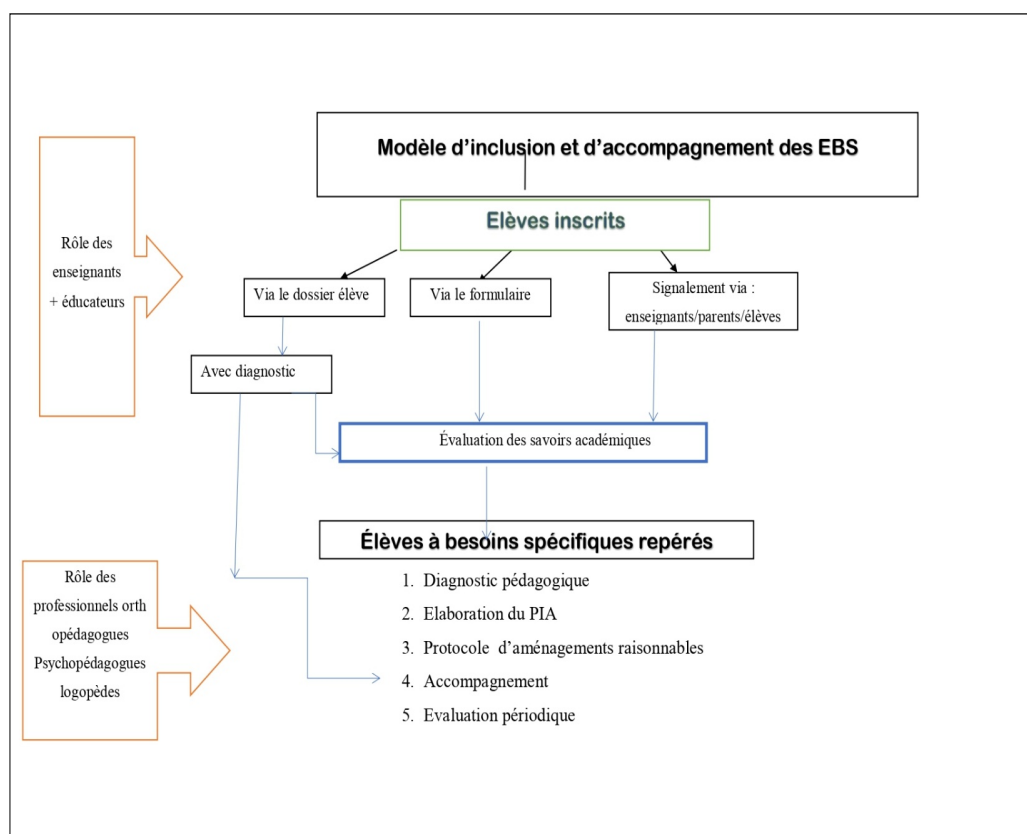 Modèle d'inclusion et d'accompagnement des EBS
Elèves inscrits
Rôle des
enseignants
+ éducateurs
Via le dossier élève
Via le formulaire
Signalement via :
enseignants/parents/élèves
Avec diagnostic
Évaluation des savoirs académiques
Élèves à besoins spécifiques repérés
Rôle des
professionnels orth
opédagogues
Psychopédagogues
logopèdes
1. Diagnostic pédagogique
2. Elaboration du PIA
3. Protocole d'aménagements raisonnables
4. Accompagnement
5. Evaluation périodique